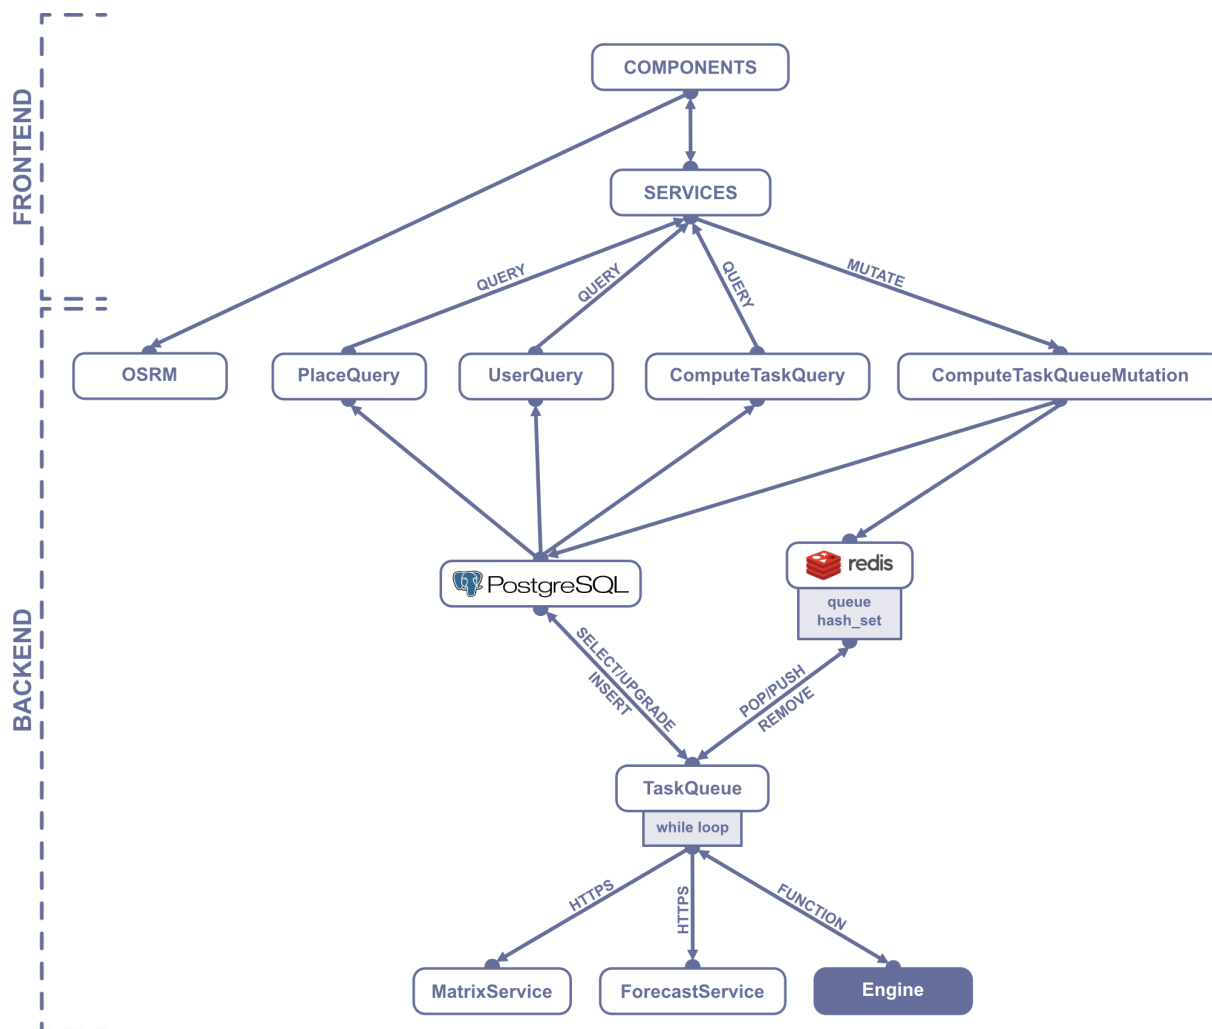 FRONTEND
COMPONENTS
SERVICES
QUERY
QUERY
QUERY
MUTATE
BACKEND
OSRM
PlaceQuery
UserQuery
ComputeTaskQuery
ComputeTaskQueueMutation
PostgreSQL
redis
queue
hash_set
SELECT/UPGRADE
INSERT
POP/PUSH
REMOVE
TaskQueue
while loop
HTTPS
HTTPS
FUNCTION
MatrixService
ForecastService
Engine